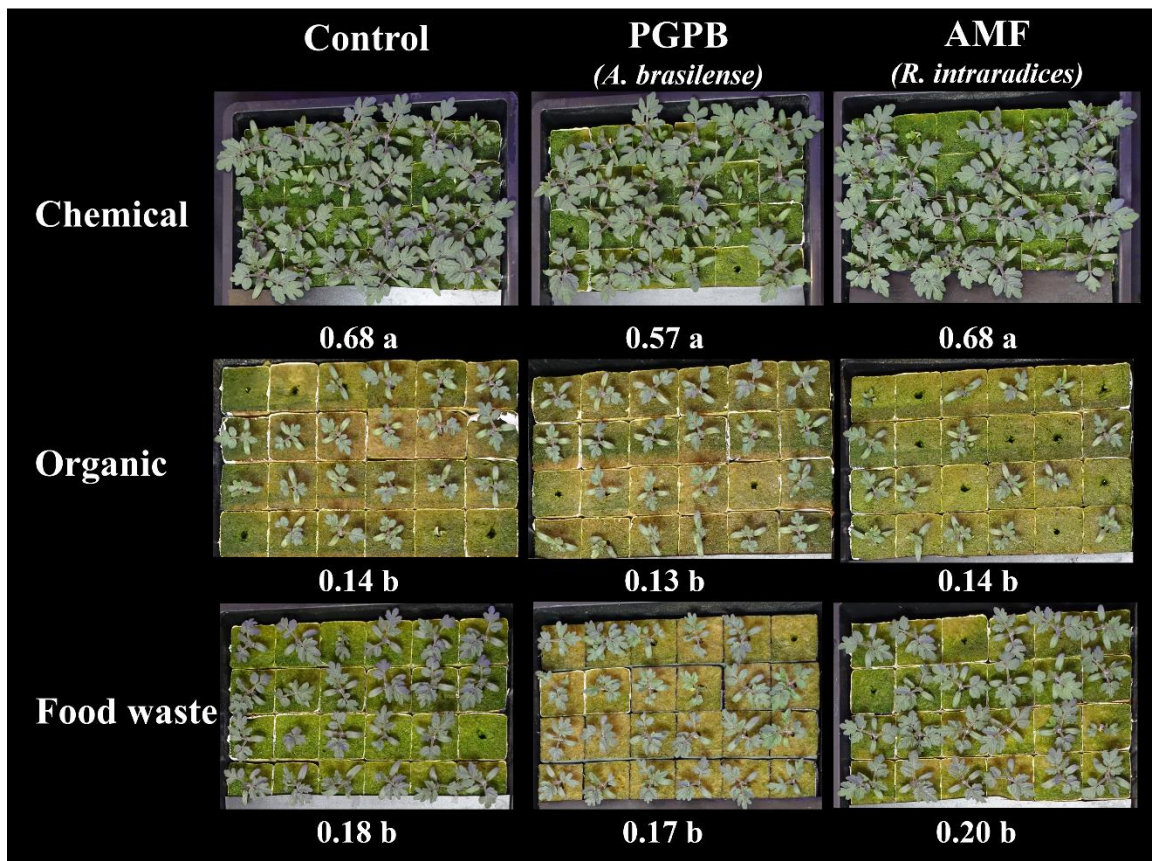 Control PGPB AMF
(A. brasilense) (R. intraradices)
Chemical
0.68 a 0.57 a 0.68 a
Organic
0.14 b 0.13 b 0.14 b
Food waste
0.18 b 0.17 b 0.20 b